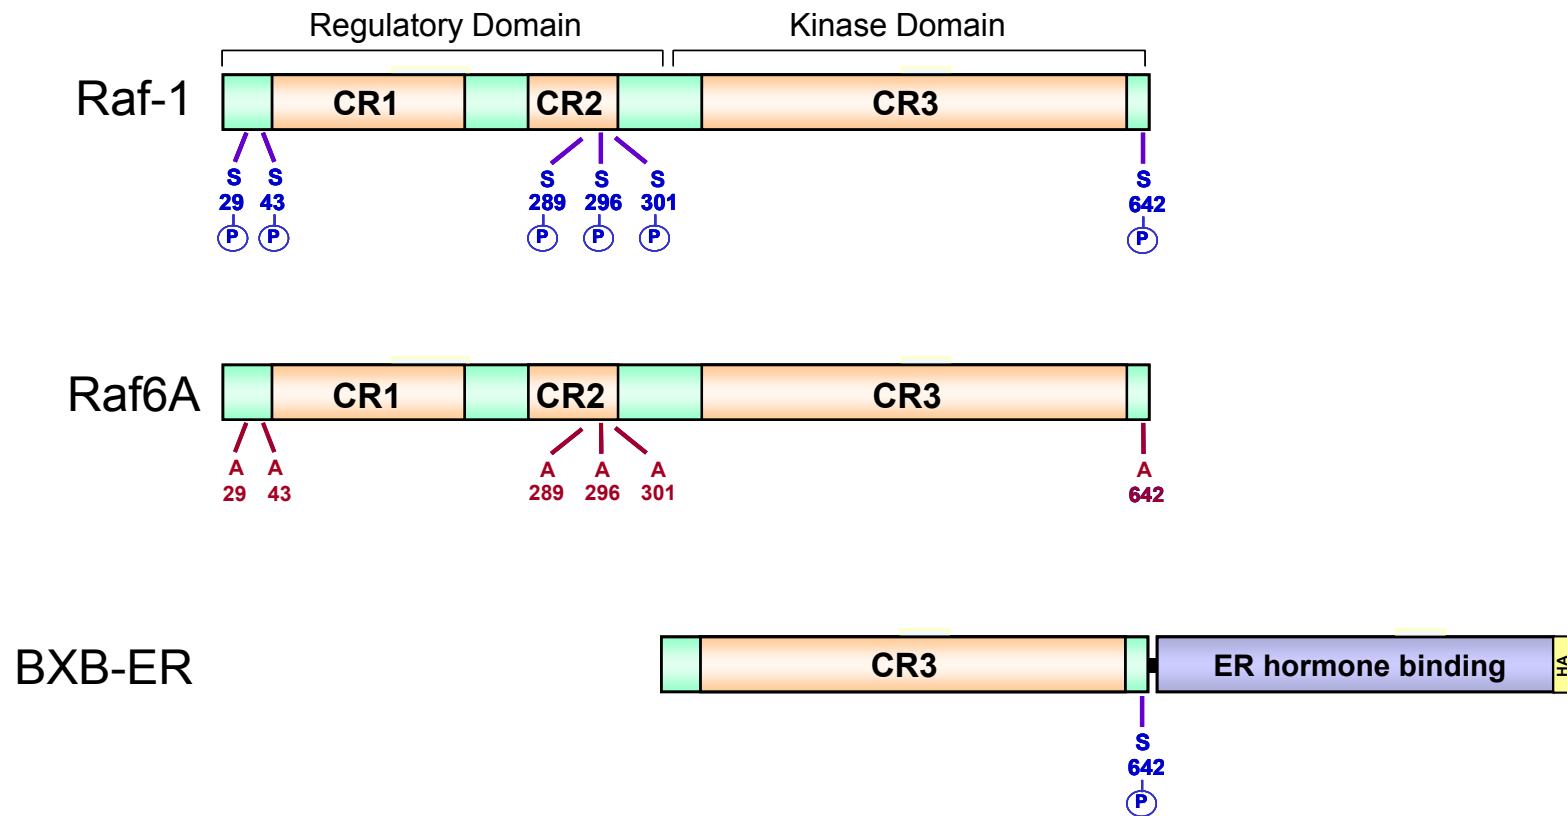 Regulatory Domain Kinase Domain
Raf-1 CR1 CR2 CR3
S S S S S S
29 43 289 296 301 642
P P P P P P
Raf6A CR1 CR2 CR3
A A A A A A
29 43 289 296 301 642
BXB-ER CR3 ER hormone binding HA
S
642
P